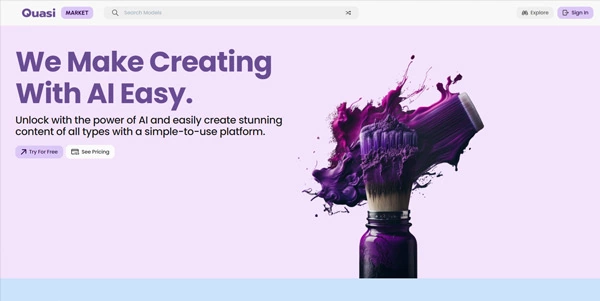 Quasi MARKET Search Models Explore Sign In
We Make Creating
With AI Easy.
Unlock with the power of AI and easily create stunning
content of all types with a simple-to-use platform.
Try For Free See Pricing